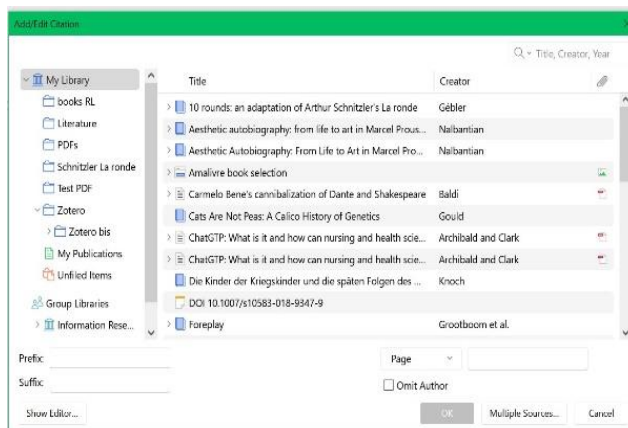 Add/Edit Citation
Title, Creator, Year
My Library
books RL
Literature
PDFs
Schnitzler La ronde
Test PDF
Zotero
Zotero bis
My Publications
Unfiled Items
Group Libraries
Information Rese...
Title Creator
10 rounds: an adaptation of Arthur Schnitzler's La ronde Gébler
Aesthetic autobiography: from life to art in Marcel Prous... Nalbantian
Aesthetic Autobiography: From Life to Art in Marcel Pro... Nalbantian
Amalivre book selection
Carmelo Bene's cannibalization of Dante and Shakespeare Baldi
Cats Are Not Peas: A Calico History of Genetics Gould
ChatGTP: What is it and how can nursing and health scie... Archibald and Clark
ChatGTP: What is it and how can nursing and health scie... Archibald and Clark
Die Kinder der Kriegskinder und die späten Folgen des ... Knoch
DOI 10.1007/s10583-018-9347-9
Foreplay Grootboom et al.
Prefix:
Page
Suffix:
Omit Author
Show Editor...
OK
Multiple Sources...
Cancel